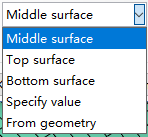 Middle surface
Middle surface
Top surface
Bottom surface
Specify value
From geometry